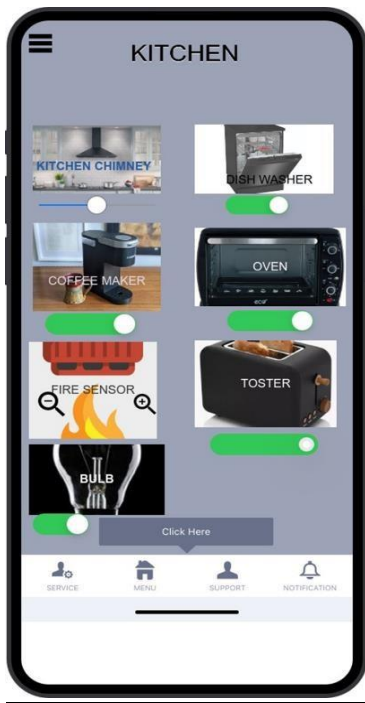 KITCHEN
KITCHEN CHIMNEY
DISH WASHER
COFFEE MAKER
OVEN
FIRE SENSOR
TOSTER
BULB
Click Here
SERVICE
MENU
SUPPORT
NOTIFICATION